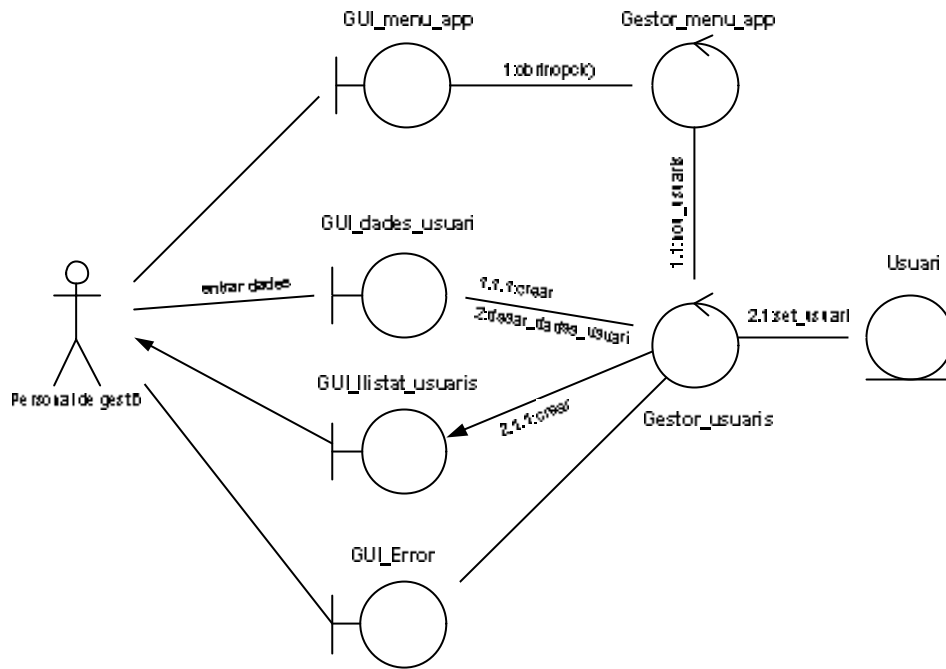 GUI_menu_app
Gestor_menu_app
1:obrir
1.1:nou_usuaris
GUI_dades_usuari
entrar dades
1.1.1:crear
2:desar_dades_usuari
Usuari
2.1:set_usuari
Personal de gestió
GUI_llistat_usuaris
2.1.1:crear
Gestor_usuaris
GUI_Error